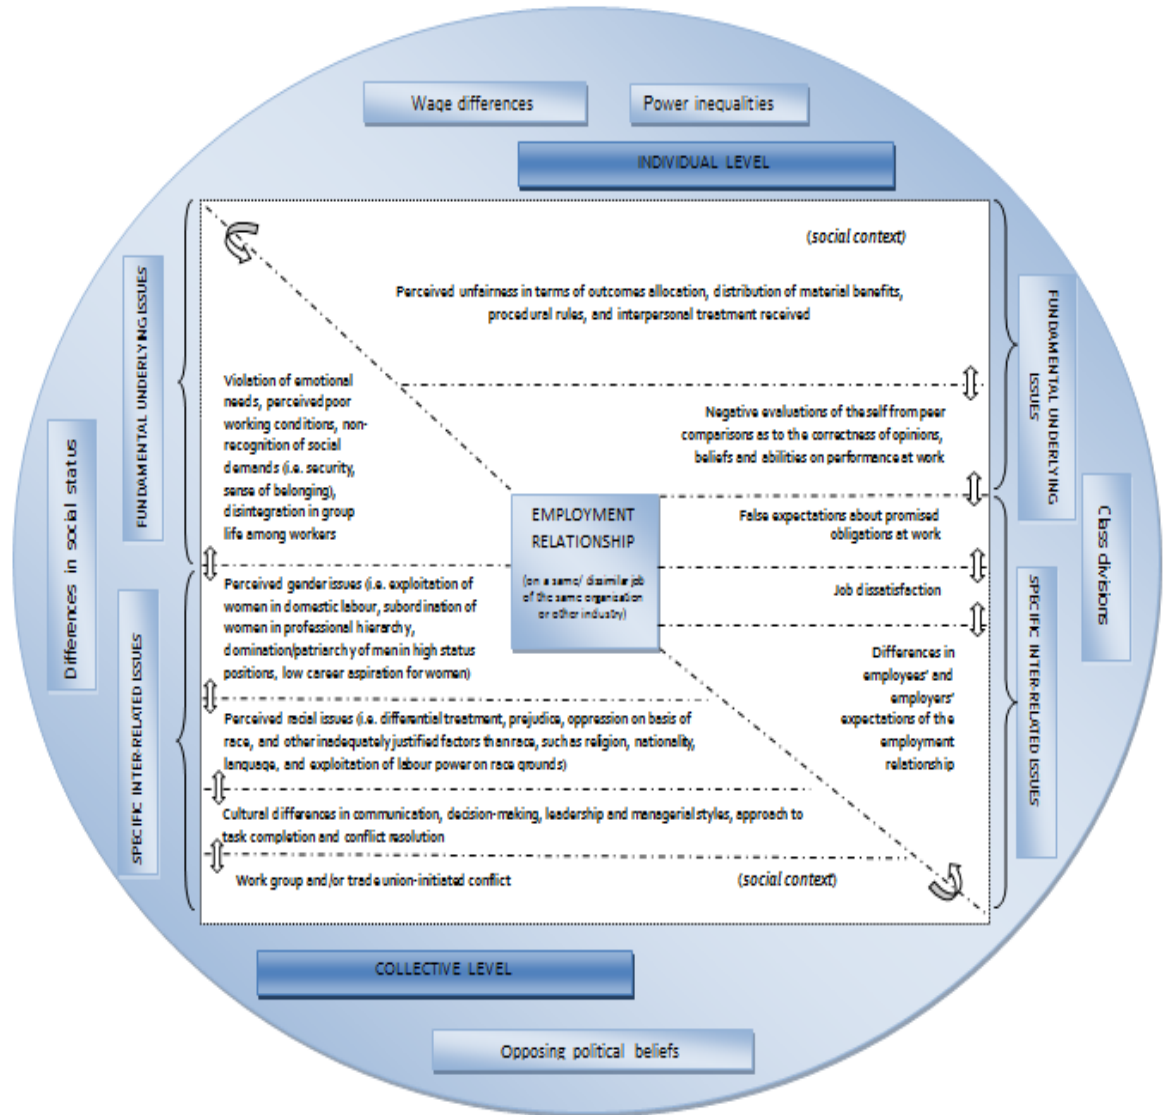 Wage differences
Power inequalities
INDIVIDUAL LEVEL
(social context)
Perceived unfairness in terms of outcomes allocation, distribution of material benefits,
procedural rules, and interpersonal treatment received
FUNDAMENTAL UNDERLYING ISSUES
FUNDAMENTAL UNDERLYING
ISSUES
Violation of emotional
needs, perceived poor
working conditions, non-
recognition of social
demands (i.e. security,
sense of belonging),
disintegration in group
life among workers
Negative evaluations of the self from peer
comparisons as to the correctness of opinions,
beliefs and abilities on performance at work
Differences in social status
Class divisions
EMPLOYMENT
RELATIONSHIP
(on a same/ dissimilar job
of the same organisation
or other industry)
False expectations about promised
obligations at work
Job dissatisfaction
Perceived gender issues (i.e. exploitation of
women in domestic labour, subordination of
women in professional hierarchy,
domination/patriarchy of men in high status
positions, low career aspiration for women)
SPECIFIC INTER-RELATED ISSUES
SPECIFIC INTER-RELATED ISSUES
Differences in
employees' and
employers'
expectations of the
employment
relationship
Perceived racial issues (i.e. differential treatment, prejudice, oppression on basis of
race, and other inadequately justified factors than race, such as religion, nationality,
language, and exploitation of labour power on race grounds)
Cultural differences in communication, decision-making, leadership and managerial styles, approach to
task completion and conflict resolution
Work group and/or trade union-initiated conflict
(social context)
COLLECTIVE LEVEL
Opposing political beliefs